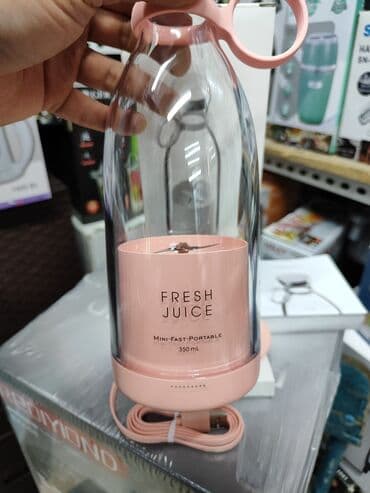 FRESH
JUICE
MINI-FAST-PORTABLE
350 mL